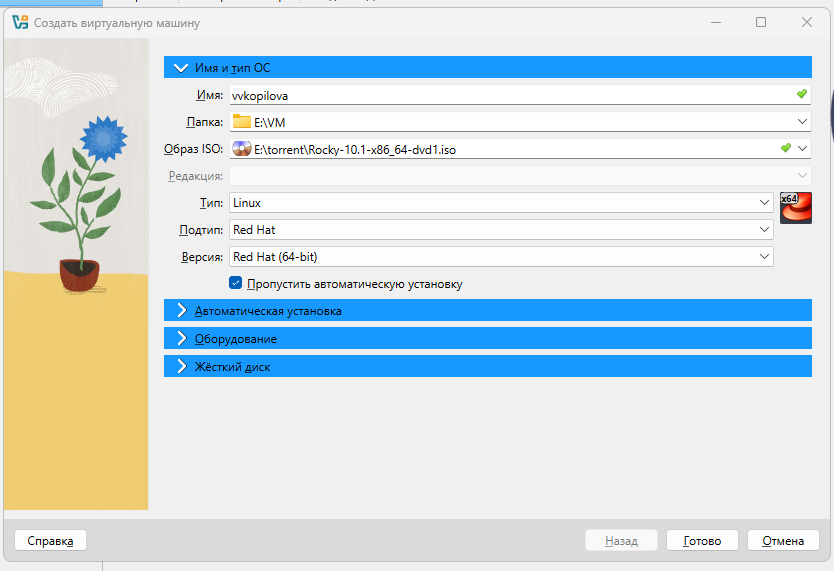 Создать виртуальную машину
Имя и тип ОС
Имя: vvkopilova
Папка: E:\VM
Образ ISO: E:\torrent\Rocky-10.1-x86_64-dvd1.iso
Редакция:
Тип: Linux
x64
Подтип: Red Hat
Версия: Red Hat (64-bit)
Пропустить автоматическую установку
Автоматическая установка
Оборудование
Жёсткий диск
Справка Назад Готово Отмена